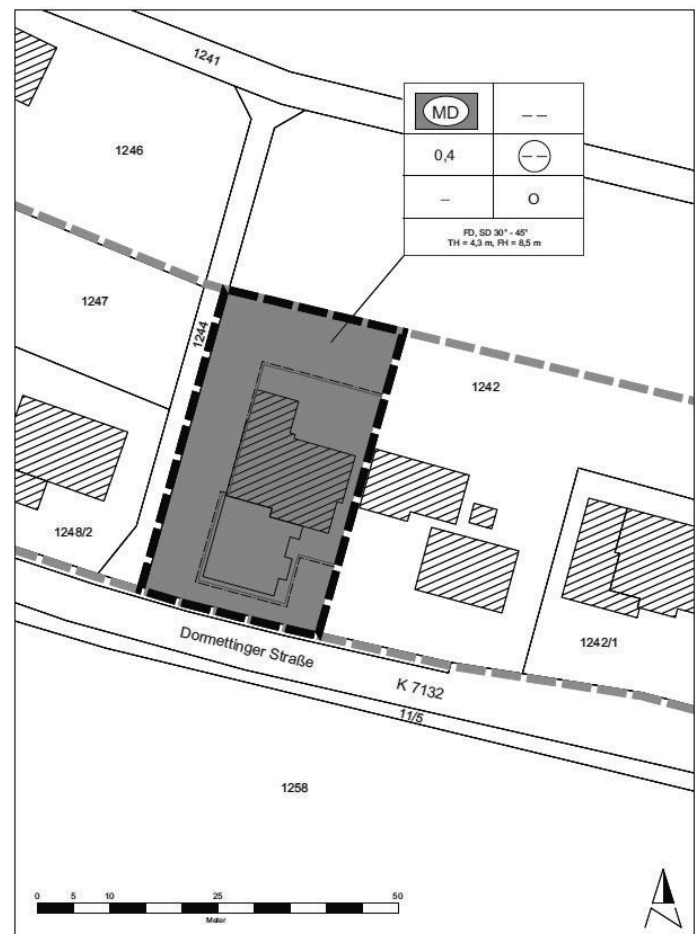 1241
MD
– –
0,4
– –
–
O
FD, SD 30° - 45°
TH = 4,3 m, FH = 8,5 m
1246
1247
1244
1242
1248/2
1242/1
Dormettinger Straße
K 7132
11/5
1258
0 5 10 25 50
Meter
N